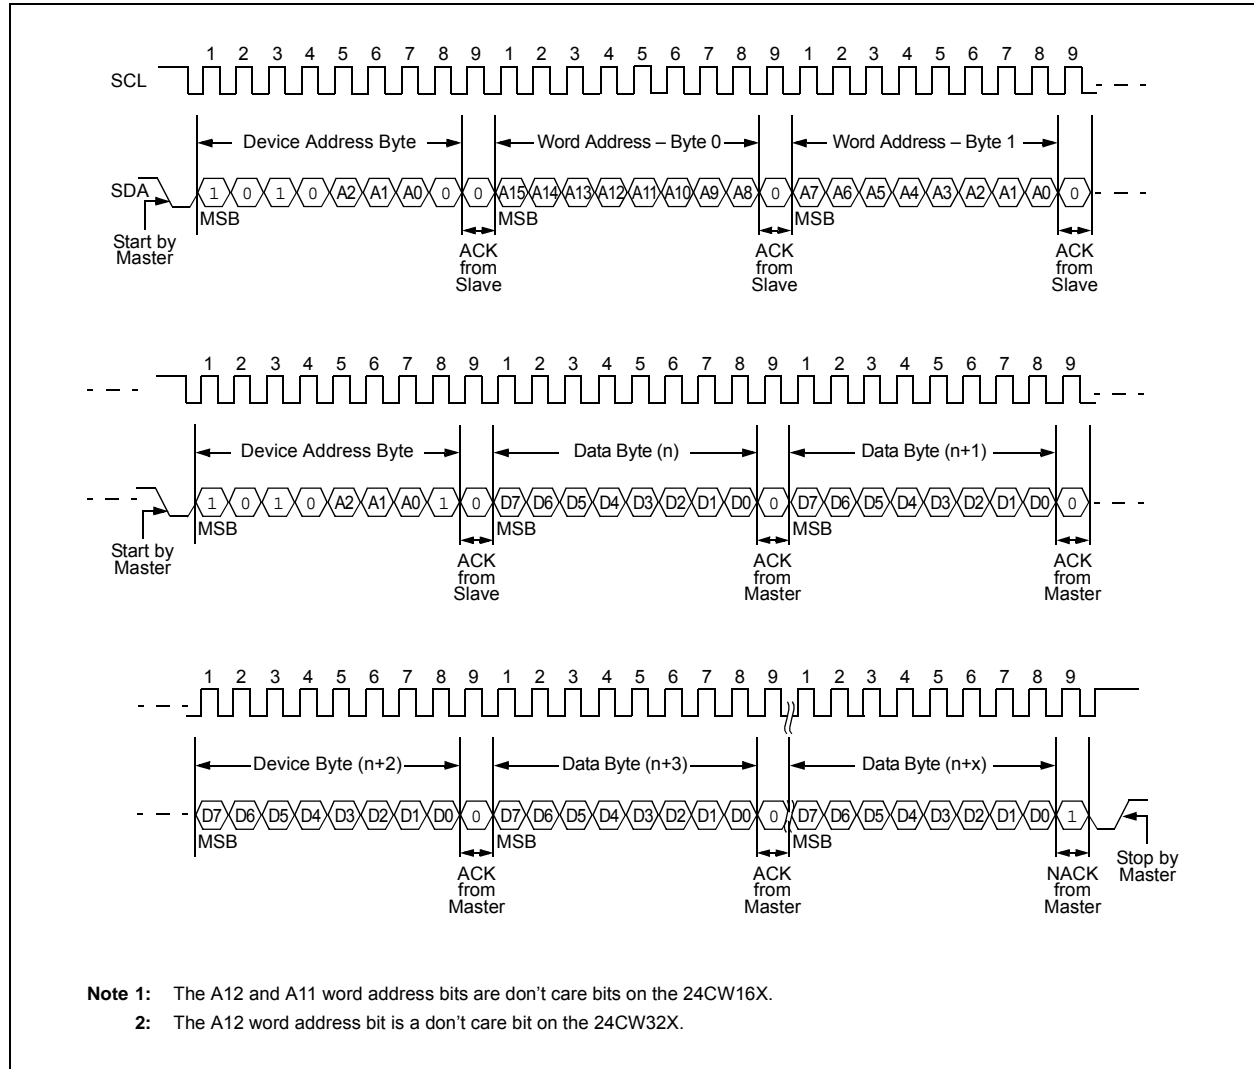 1 2 3 4 5 6 7 8 9 1 2 3 4 5 6 7 8 9 1 2 3 4 5 6 7 8 9
SCL
Device Address Byte Word Address – Byte 0 Word Address – Byte 1
SDA 1 0 1 0 A2 A1 A0 0 0 A15 A14 A13 A12 A11 A10 A9 A8 0 A7 A6 A5 A4 A3 A2 A1 A0 0
MSB MSB MSB
Start by
Master
ACK
from
Slave
ACK
from
Slave
ACK
from
Slave
1 2 3 4 5 6 7 8 9 1 2 3 4 5 6 7 8 9 1 2 3 4 5 6 7 8 9
Device Address Byte Data Byte (n) Data Byte (n+1)
1 0 1 0 A2 A1 A0 1 0 D7 D6 D5 D4 D3 D2 D1 D0 0 D7 D6 D5 D4 D3 D2 D1 D0 0
MSB MSB MSB
Start by
Master
ACK
from
Slave
ACK
from
Master
ACK
from
Master
1 2 3 4 5 6 7 8 9 1 2 3 4 5 6 7 8 9 1 2 3 4 5 6 7 8 9
Device Byte (n+2) Data Byte (n+3) Data Byte (n+x)
D7 D6 D5 D4 D3 D2 D1 D0 0 D7 D6 D5 D4 D3 D2 D1 D0 0 D7 D6 D5 D4 D3 D2 D1 D0 1
MSB MSB MSB
ACK
from
Master
ACK
from
Master
NACK
from
Master
Stop by
Master
Note 1: The A12 and A11 word address bits are don't care bits on the 24CW16X.
2: The A12 word address bit is a don't care bit on the 24CW32X.